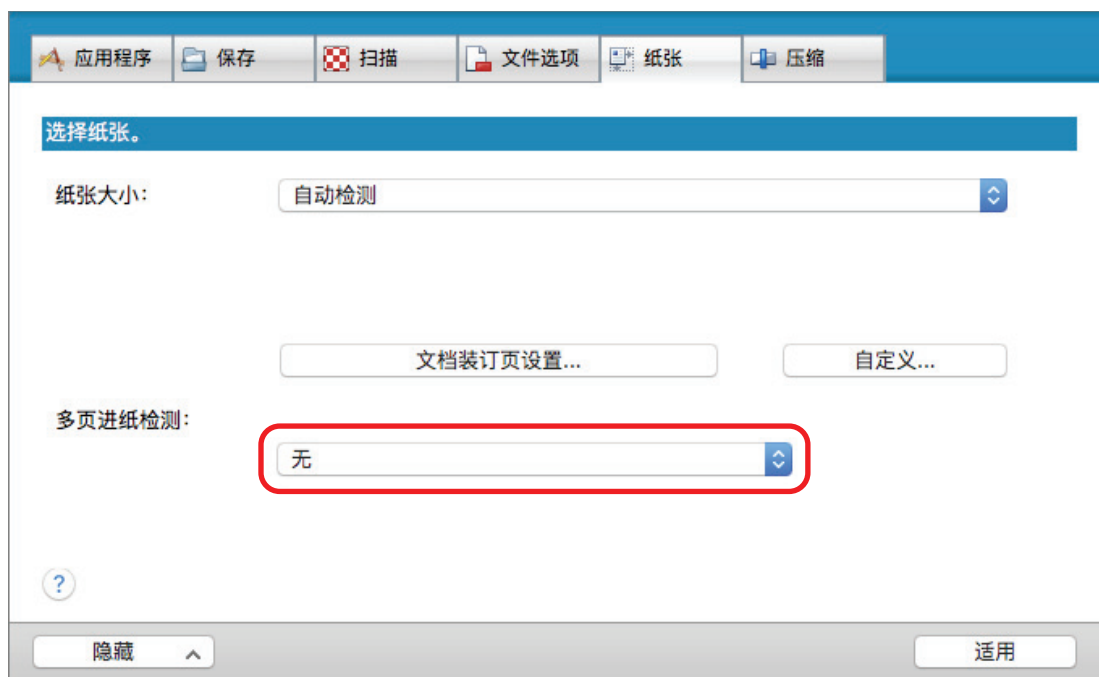 应用程序 保存 扫描 文件选项 纸张 压缩
选择纸张。
纸张大小: 自动检测
文档装订页设置... 自定义...
多页进纸检测:
无
?
隐藏 适用